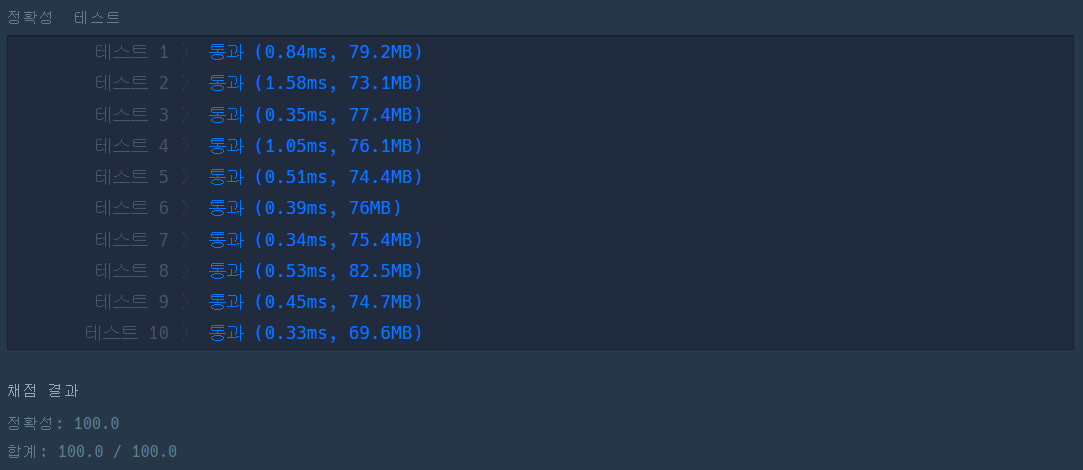 정확성 테스트
테스트 1 〉 통과 (0.84ms, 79.2MB)
테스트 2 〉 통과 (1.58ms, 73.1MB)
테스트 3 〉 통과 (0.35ms, 77.4MB)
테스트 4 〉 통과 (1.05ms, 76.1MB)
테스트 5 〉 통과 (0.51ms, 74.4MB)
테스트 6 〉 통과 (0.39ms, 76MB)
테스트 7 〉 통과 (0.34ms, 75.4MB)
테스트 8 〉 통과 (0.53ms, 82.5MB)
테스트 9 〉 통과 (0.45ms, 74.7MB)
테스트 10 〉 통과 (0.33ms, 69.6MB)
채점 결과
정확성: 100.0
합계: 100.0 / 100.0